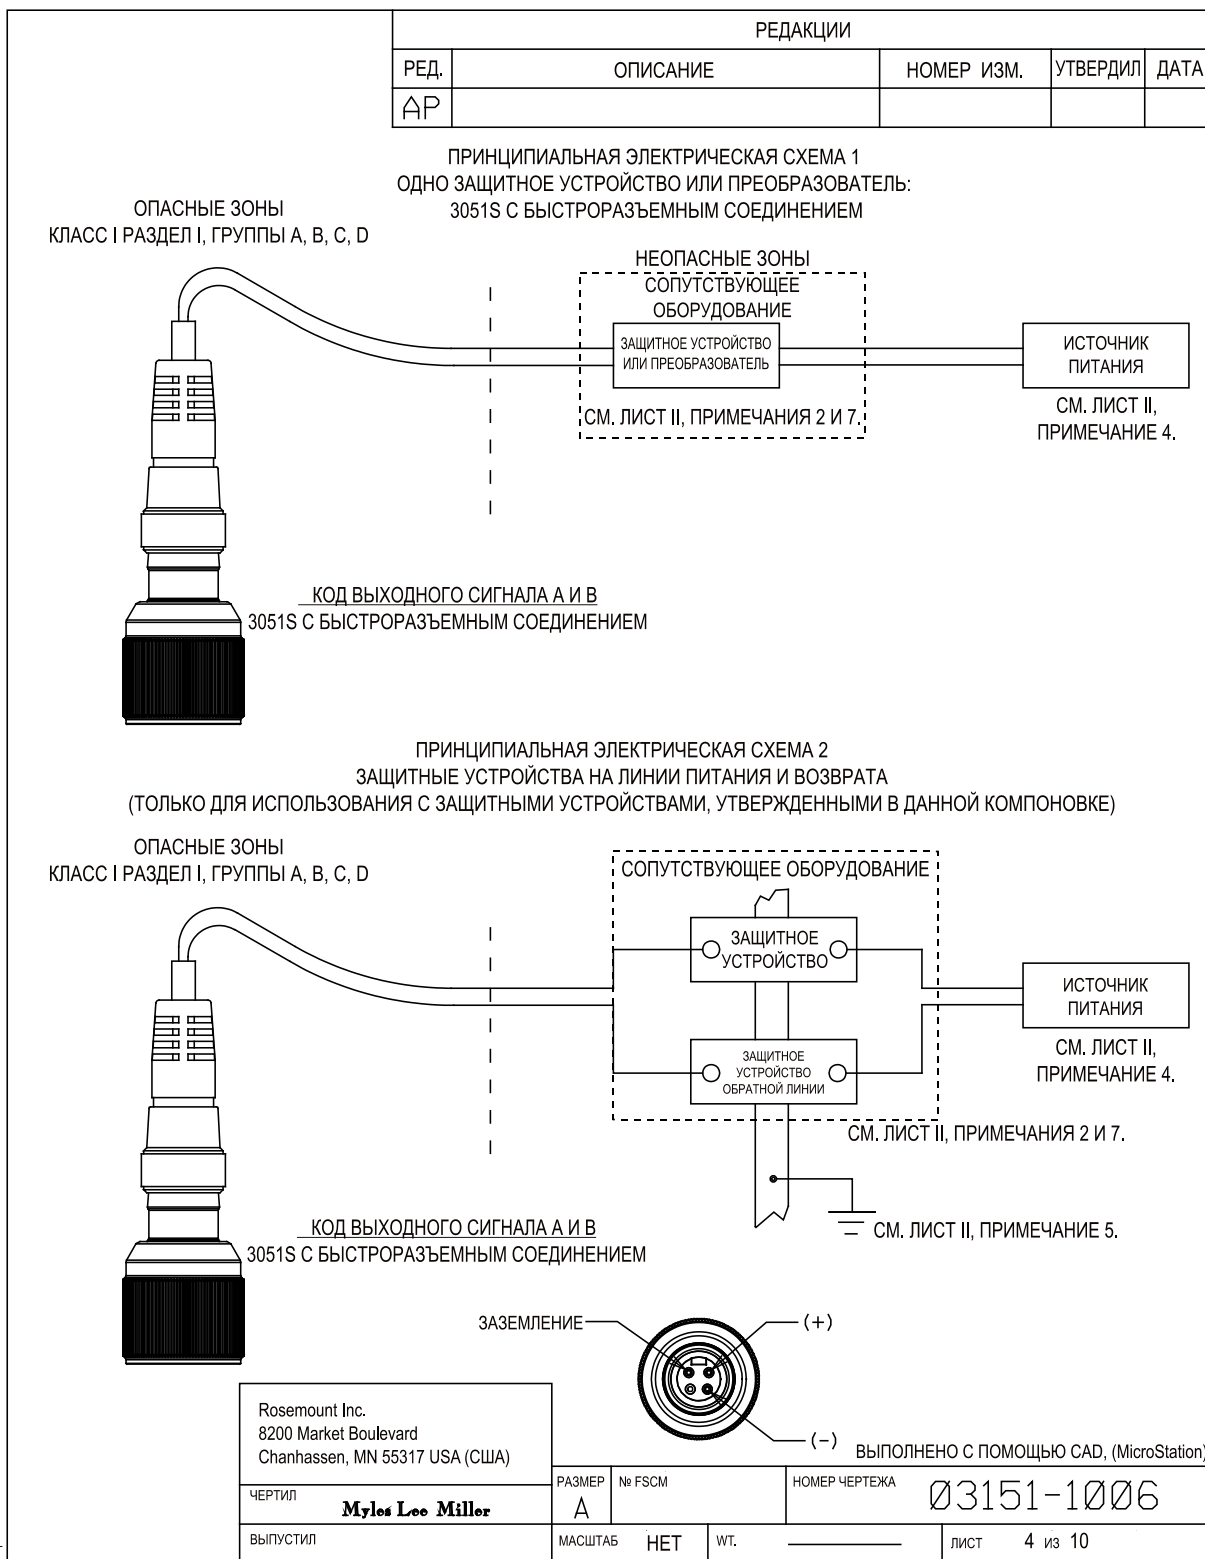 РЕДАКЦИИ
РЕД. ОПИСАНИЕ НОМЕР ИЗМ. УТВЕРДИЛ ДАТА
AP
ПРИНЦИПИАЛЬНАЯ ЭЛЕКТРИЧЕСКАЯ СХЕМА 1
ОДНО ЗАЩИТНОЕ УСТРОЙСТВО ИЛИ ПРЕОБРАЗОВАТЕЛЬ:
3051S С БЫСТРОРАЗЪЕМНЫМ СОЕДИНЕНИЕМ
ОПАСНЫЕ ЗОНЫ
КЛАСС I РАЗДЕЛ I, ГРУППЫ A, B, C, D
НЕОПАСНЫЕ ЗОНЫ
СОПУТСТВУЮЩЕЕ
ОБОРУДОВАНИЕ
ЗАЩИТНОЕ УСТРОЙСТВО
ИЛИ ПРЕОБРАЗОВАТЕЛЬ
СМ. ЛИСТ II, ПРИМЕЧАНИЯ 2 И 7.
ИСТОЧНИК
ПИТАНИЯ
СМ. ЛИСТ II,
ПРИМЕЧАНИЕ 4.
КОД ВЫХОДНОГО СИГНАЛА А И В
3051S С БЫСТРОРАЗЪЕМНЫМ СОЕДИНЕНИЕМ
ПРИНЦИПИАЛЬНАЯ ЭЛЕКТРИЧЕСКАЯ СХЕМА 2
ЗАЩИТНЫЕ УСТРОЙСТВА НА ЛИНИИ ПИТАНИЯ И ВОЗВРАТА
(ТОЛЬКО ДЛЯ ИСПОЛЬЗОВАНИЯ С ЗАЩИТНЫМИ УСТРОЙСТВАМИ, УТВЕРЖДЕННЫМИ В ДАННОЙ КОМПОНОВКЕ)
ОПАСНЫЕ ЗОНЫ
КЛАСС I РАЗДЕЛ I, ГРУППЫ A, B, C, D
СОПУТСТВУЮЩЕЕ ОБОРУДОВАНИЕ
ЗАЩИТНОЕ
УСТРОЙСТВО
ЗАЩИТНОЕ
УСТРОЙСТВО
ОБРАТНОЙ ЛИНИИ
ИСТОЧНИК
ПИТАНИЯ
СМ. ЛИСТ II,
ПРИМЕЧАНИЕ 4.
СМ. ЛИСТ II, ПРИМЕЧАНИЯ 2 И 7.
СМ. ЛИСТ II, ПРИМЕЧАНИЕ 5.
КОД ВЫХОДНОГО СИГНАЛА А И В
3051S С БЫСТРОРАЗЪЕМНЫМ СОЕДИНЕНИЕМ
ЗАЗЕМЛЕНИЕ
(+)
(−)
ВЫПОЛНЕНО С ПОМОЩЬЮ CAD, (MicroStation)
Rosemount Inc.
8200 Market Boulevard
Chanhassen, MN 55317 USA (США)
ЧЕРТИЛ Myles Lee Miller
ВЫПУСТИЛ
РАЗМЕР A
№ FSCM
НОМЕР ЧЕРТЕЖА Ø3151-1ØØ6
МАСШТАБ НЕТ
WT.
ЛИСТ 4 ИЗ 10